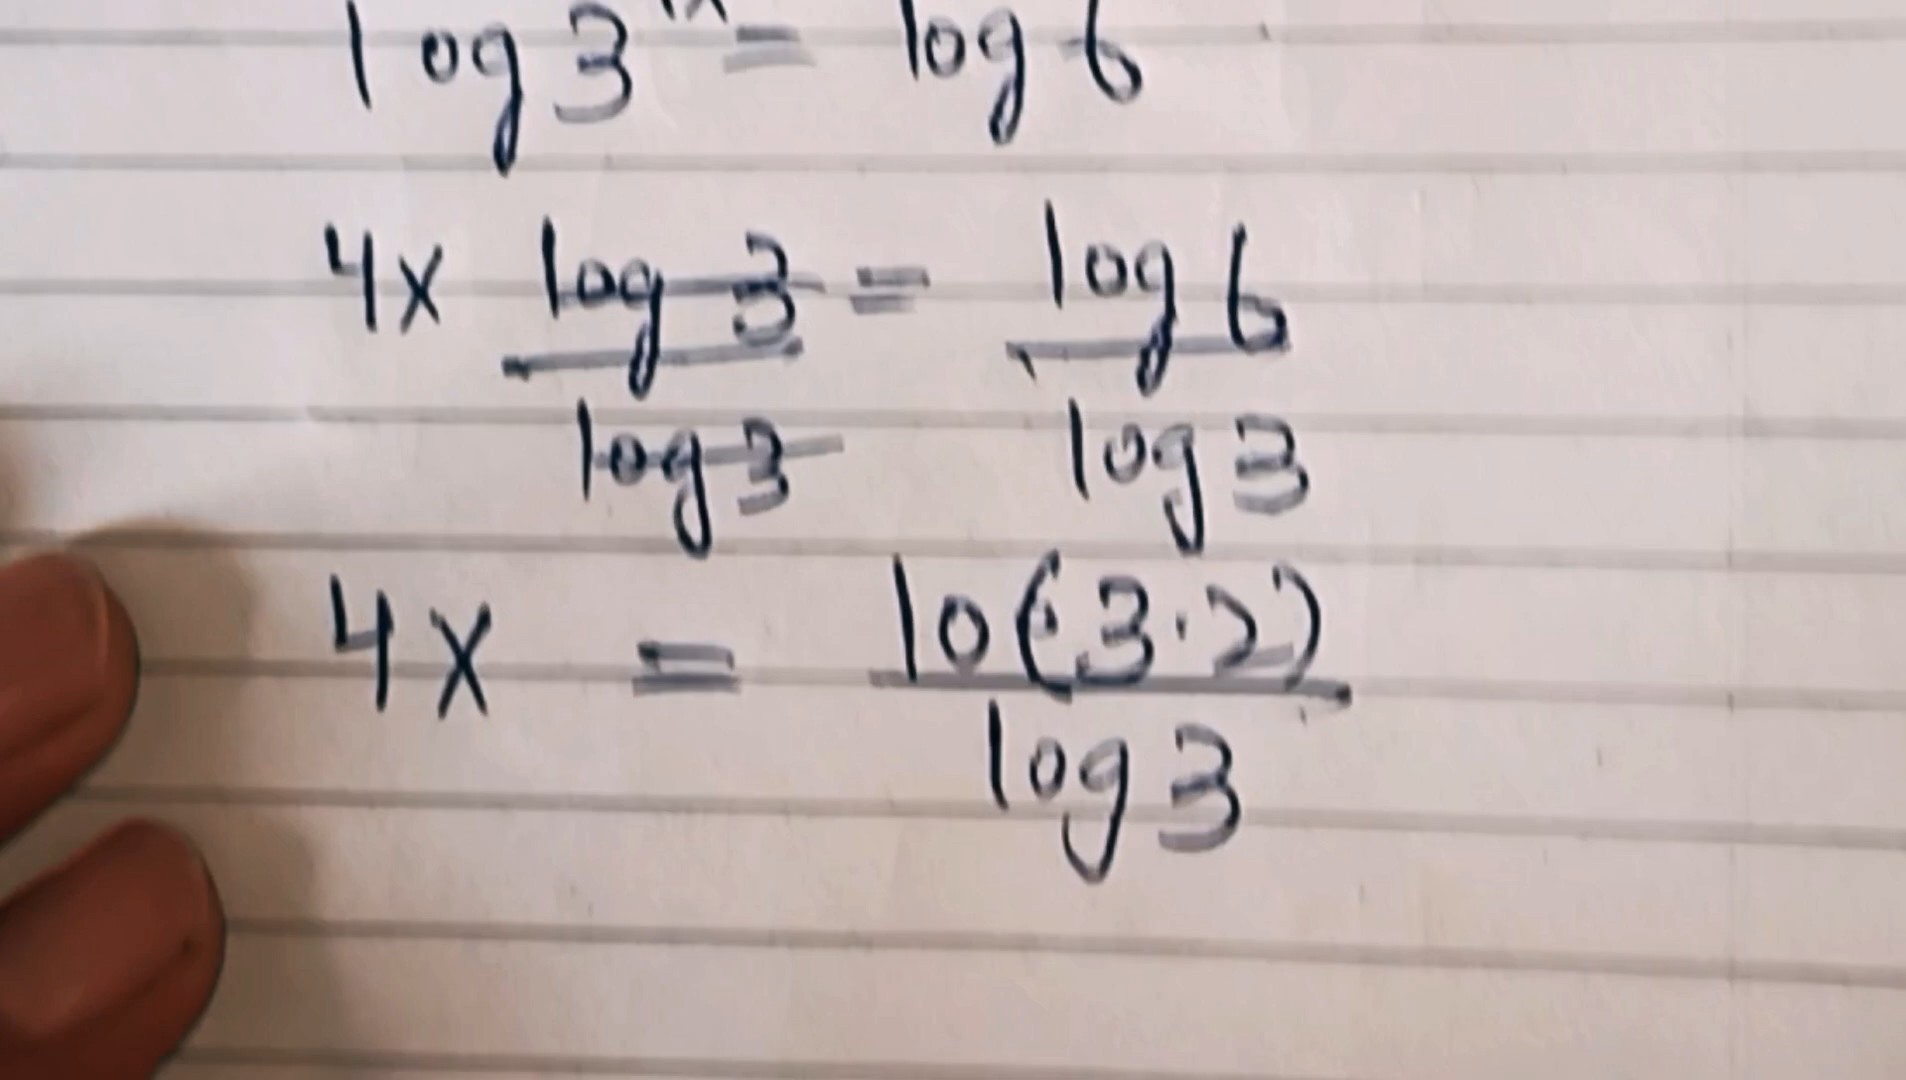 log 3^4x = log 6
4x log 3 / log 3 = log 6 / log 3
4x = lo(3·2) / log 3